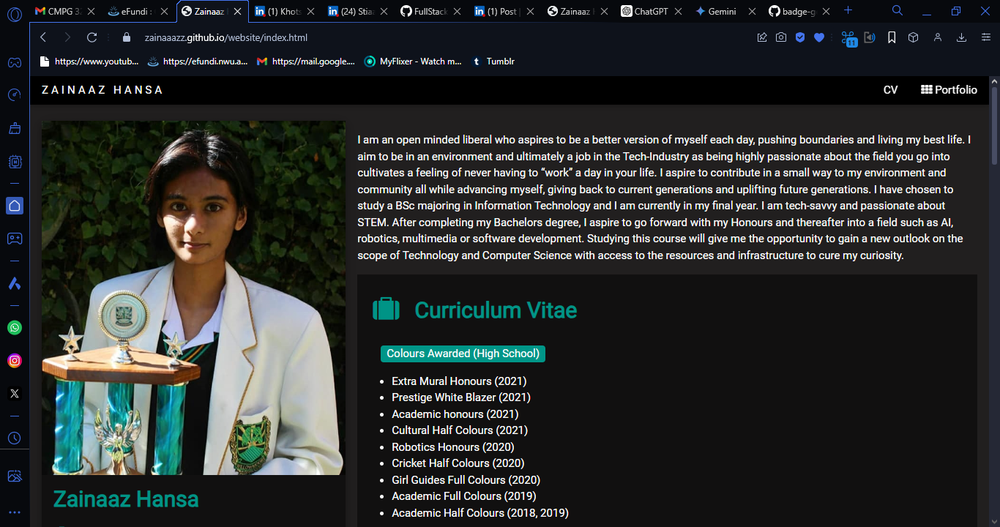 CMPG 3
eFundi :
Zainaaz
(1) Khots
(24) Stia
FullStack
(1) Post |
Zainaaz
ChatGPT
Gemini
badge-g
zainaaazz.github.io/website/index.html
11
https://www.youtub...
https://efundi.nwu.a...
https://mail.google....
MyFlixer - Watch m...
Tumblr
ZAINAAZ HANSA
CV
Portfolio
I am an open minded liberal who aspires to be a better version of myself each day, pushing boundaries and living my best life. I
aim to be in an environment and ultimately a job in the Tech-Industry as being highly passionate about the field you go into
cultivates a feeling of never having to “work” a day in your life. I aspire to contribute in a small way to my environment and
community all while advancing myself, giving back to current generations and uplifting future generations. I have chosen to
study a BSc majoring in Information Technology and I am currently in my final year. I am tech-savvy and passionate about
STEM. After completing my Bachelors degree, I aspire to go forward with my Honours and thereafter into a field such as AI,
robotics, multimedia or software development. Studying this course will give me the opportunity to gain a new outlook on the
scope of Technology and Computer Science with access to the resources and infrastructure to cure my curiosity.
Curriculum Vitae
Colours Awarded (High School)
Extra Mural Honours (2021)
Prestige White Blazer (2021)
Academic honours (2021)
Cultural Half Colours (2021)
Robotics Honours (2020)
Cricket Half Colours (2020)
Girl Guides Full Colours (2020)
Academic Full Colours (2019)
Academic Half Colours (2018, 2019)
Zainaaz Hansa